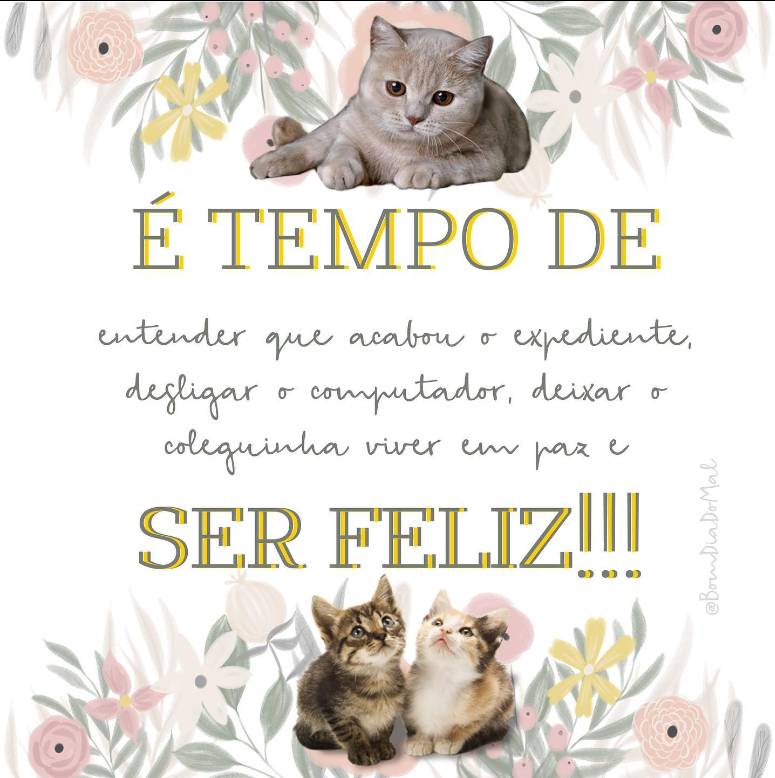 É TEMPO DE
entender que acabou o expediente,
desligar o computador, deixar o
coleguinha viver em paz e
SER FELIZ!!!
@BomDiaDoMal